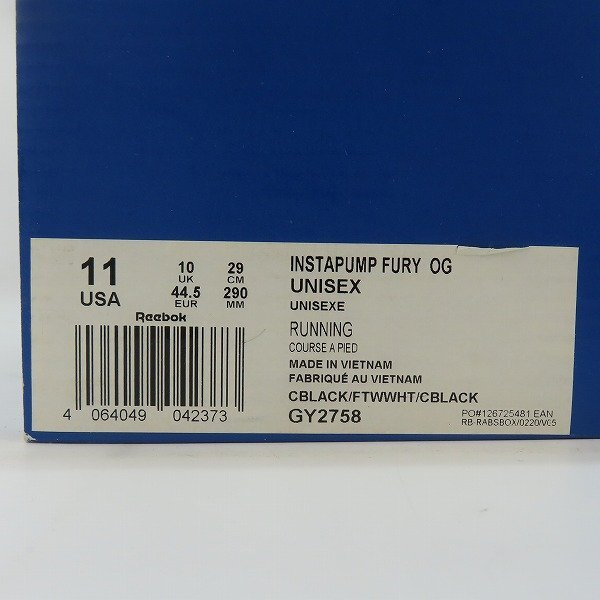 11
USA
10
UK
44.5
EUR
29
CM
290
MM
Reebok
4 064049 042373
INSTAPUMP FURY OG
UNISEX
UNISEXE
RUNNING
COURSE A PIED
MADE IN VIETNAM
FABRIQUÉ AU VIETNAM
CBLACK/FTWWHT/CBLACK
GY2758
PO#126725481 EAN
RB RABSBOX/0220/V05